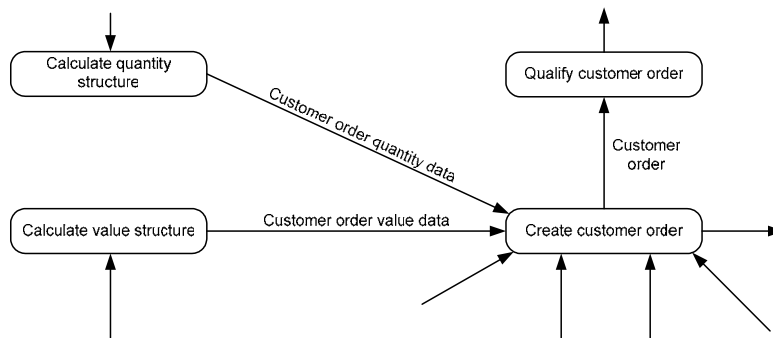 Calculate quantity
structure
Qualify customer order
Customer order quantity data
Customer
order
Calculate value structure
Customer order value data
Create customer order